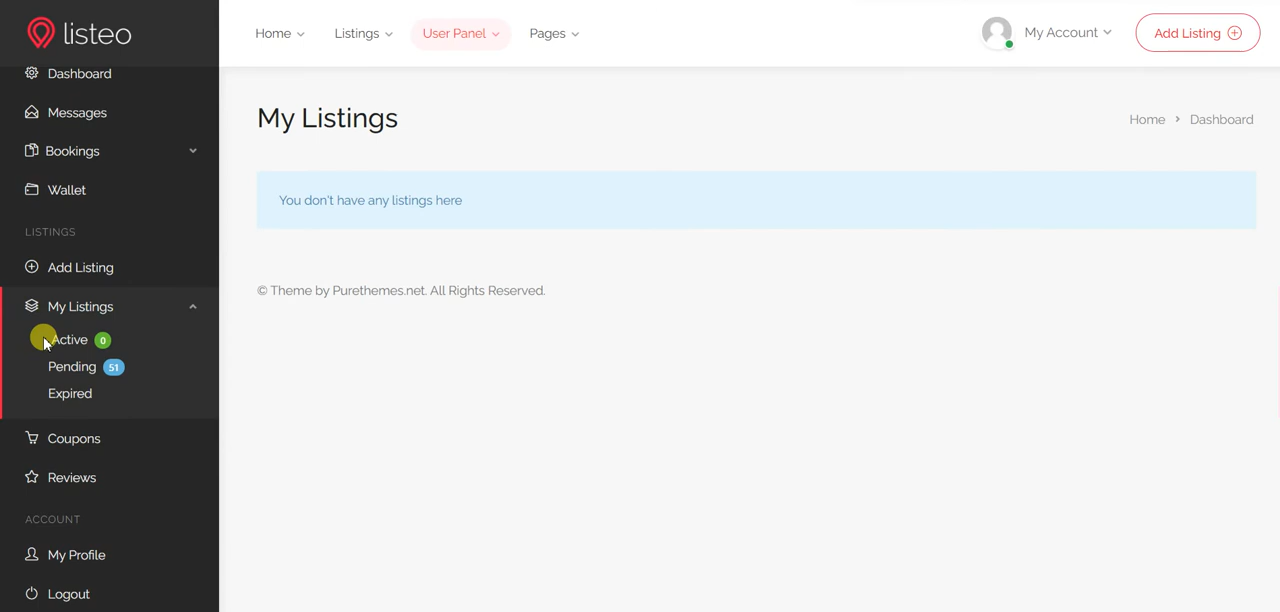 listeo
Home
Listings
User Panel
Pages
My Account
Add Listing
Dashboard
Messages
Bookings
Wallet
LISTINGS
Add Listing
My Listings
Active 0
Pending 51
Expired
Coupons
Reviews
ACCOUNT
My Profile
Logout
My Listings
Home > Dashboard
You don't have any listings here
© Theme by Purethemes.net. All Rights Reserved.